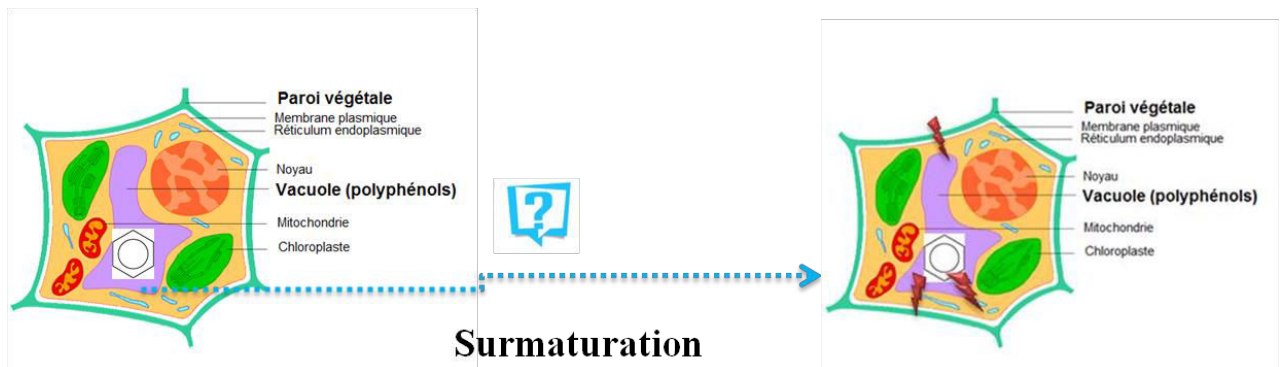 Paroi végétale
Membrane plasmique
Réticulum endoplasmique
Noyau
Vacuole (polyphénols)
Mitochondrie
Chloroplaste
?
Surmaturation
Paroi végétale
Membrane plasmique
Réticulum endoplasmique
Noyau
Vacuole (polyphénols)
Mitochondrie
Chloroplaste